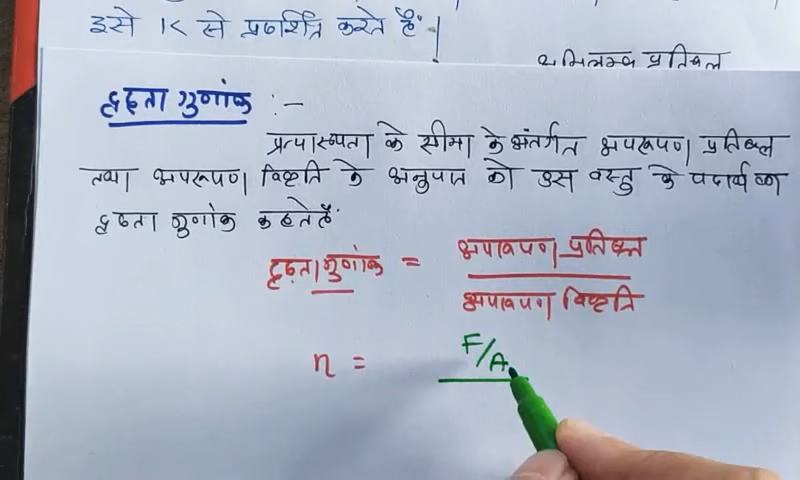 इसे K से प्रदर्शित करते हैं |
अभिलम्ब प्रतिबल
दृढ़ता गुणांक :-
प्रत्यास्थता के सीमा के अंतर्गत अपरूपण प्रतिबल
तथा अपरूपण विकृति के अनुपात को उस वस्तु के पदार्थ का
दृढता गुणांक कहते हैं
दृढ़ता गुणांक = अपरूपण प्रतिबल
अपरूपण विकृति
η = F/A